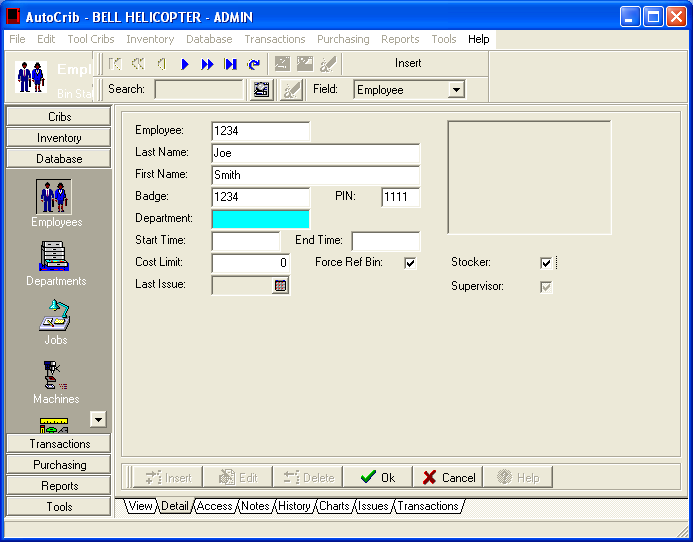 AutoCrib - BELL HELICOPTER - ADMIN
File Edit Tool Cribs Inventory Database Transactions Purchasing Reports Tools Help
Insert
Search: Field: Employee
Cribs
Inventory
Database
Employees
Departments
Jobs
Machines
Transactions
Purchasing
Reports
Tools
Employee: 1234
Last Name: Joe
First Name: Smith
Badge: 1234 PIN: 1111
Department:
Start Time: End Time:
Cost Limit: 0 Force Ref Bin: Stocker:
Last Issue: Supervisor:
Insert Edit Delete Ok Cancel Help
View Detail Access Notes History Charts Issues Transactions